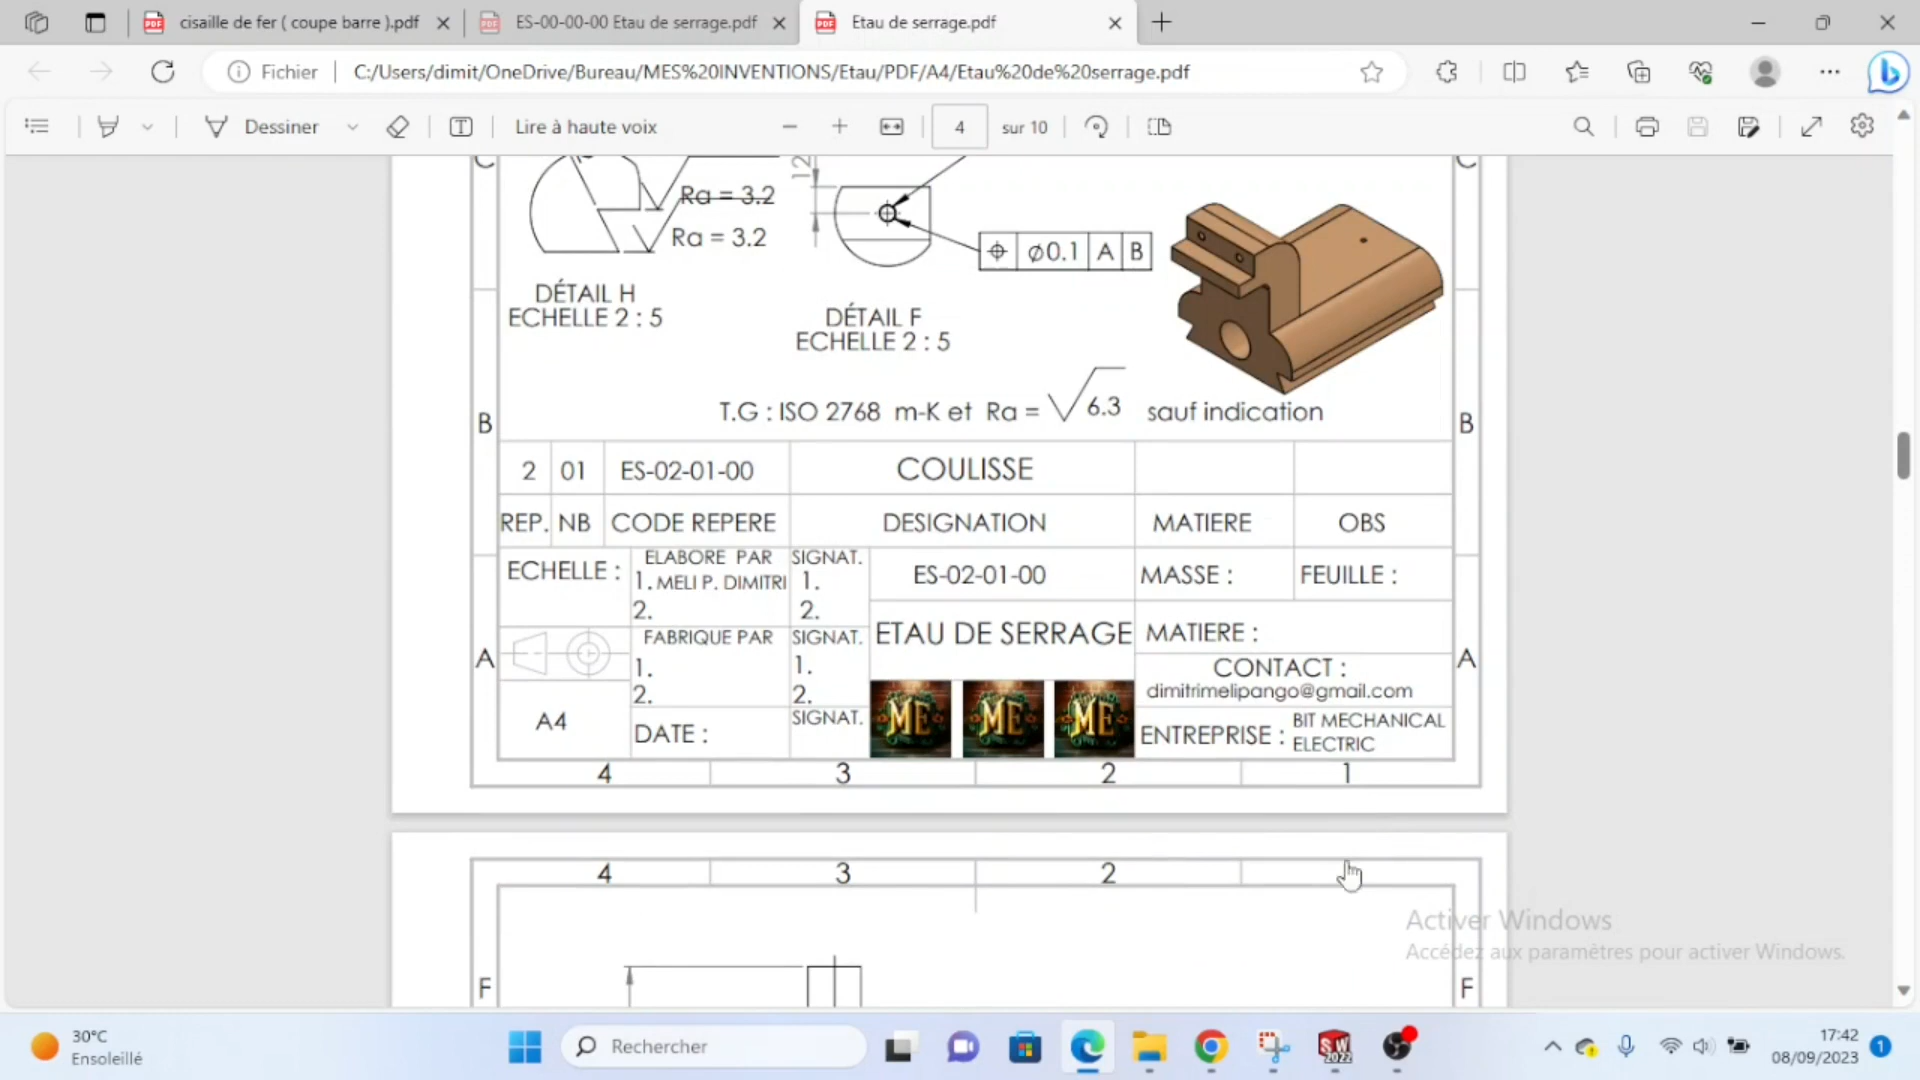 cisaille de fer ( coupe barre ).pdf
ES-00-00-00 Etau de serrage.pdf
Etau de serrage.pdf
Fichier
C:/Users/dimit/OneDrive/Bureau/MES%20INVENTIONS/Etau/PDF/A4/Etau%20de%20serrage.pdf
Dessiner
Lire à haute voix
4 sur 10
C
12
C
Ra = 3.2
Ra = 3.2
⌀0.1 A B
DÉTAIL H
ECHELLE 2 : 5
DÉTAIL F
ECHELLE 2 : 5
T.G : ISO 2768 m-K et Ra = 6.3 sauf indication
B
B
2 01 ES-02-01-00 COULISSE
REP. NB CODE REPERE DESIGNATION MATIERE OBS
ECHELLE :
ELABORE PAR
1. MELI P. DIMITRI
2.
SIGNAT.
1.
2.
ES-02-01-00
MASSE :
FEUILLE :
A
FABRIQUE PAR
1.
2.
SIGNAT.
1.
2.
ETAU DE SERRAGE
MATIERE :
A
CONTACT :
dimitrimelipango@gmail.com
A4
DATE :
SIGNAT.
ME
ME
ME
ENTREPRISE :
BIT MECHANICAL
ELECTRIC
4 3 2 1
4 3 2
F
F
Activer Windows
Accédez aux paramètres pour activer Windows.
30°C
Ensoleillé
Rechercher
SW
2022
17:42
08/09/2023
1